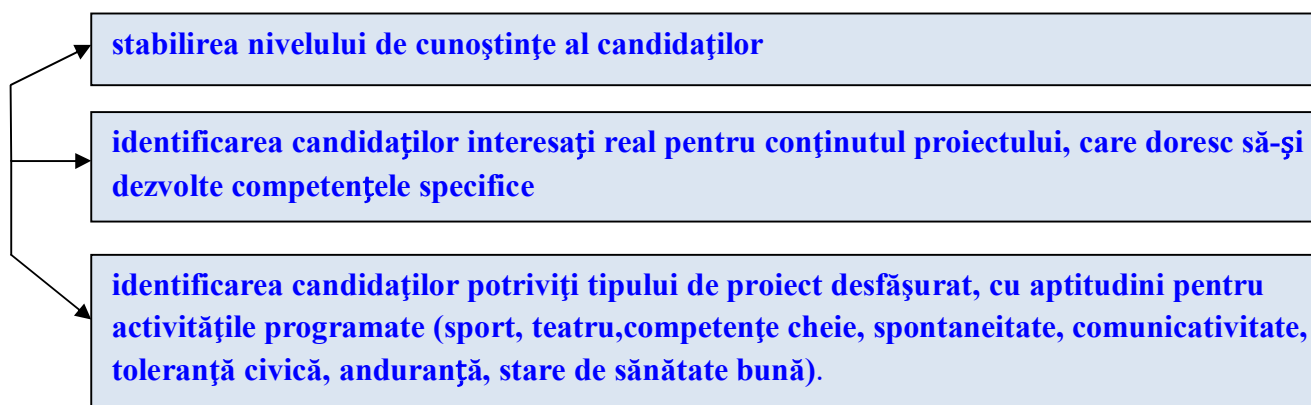 stabilirea nivelului de cunoştinţe al candidaţilor
identificarea candidaţilor interesaţi real pentru conţinutul proiectului, care doresc să-şi
dezvolte competenţele specifice
identificarea candidaţilor potriviţi tipului de proiect desfăşurat, cu aptitudini pentru
activităţile programate (sport, teatru,competenţe cheie, spontaneitate, comunicativitate,
toleranţă civică, anduranţă, stare de sănătate bună).